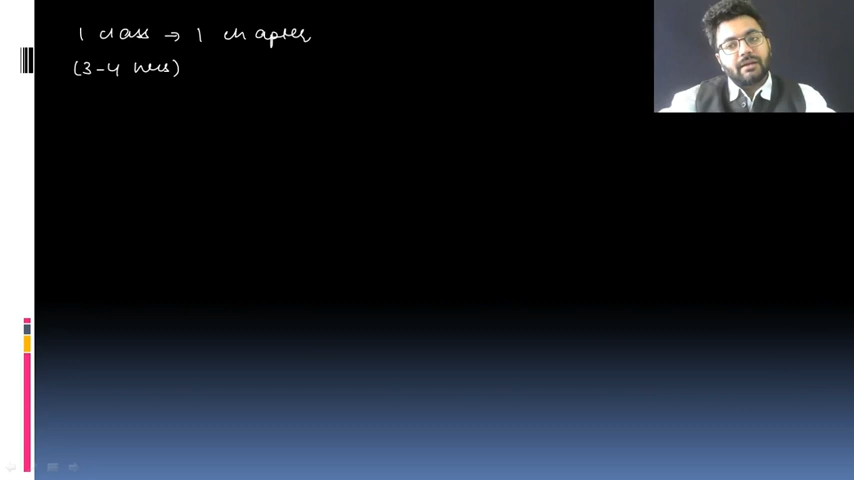 1 class → 1 chapter
(3-4 hrs)